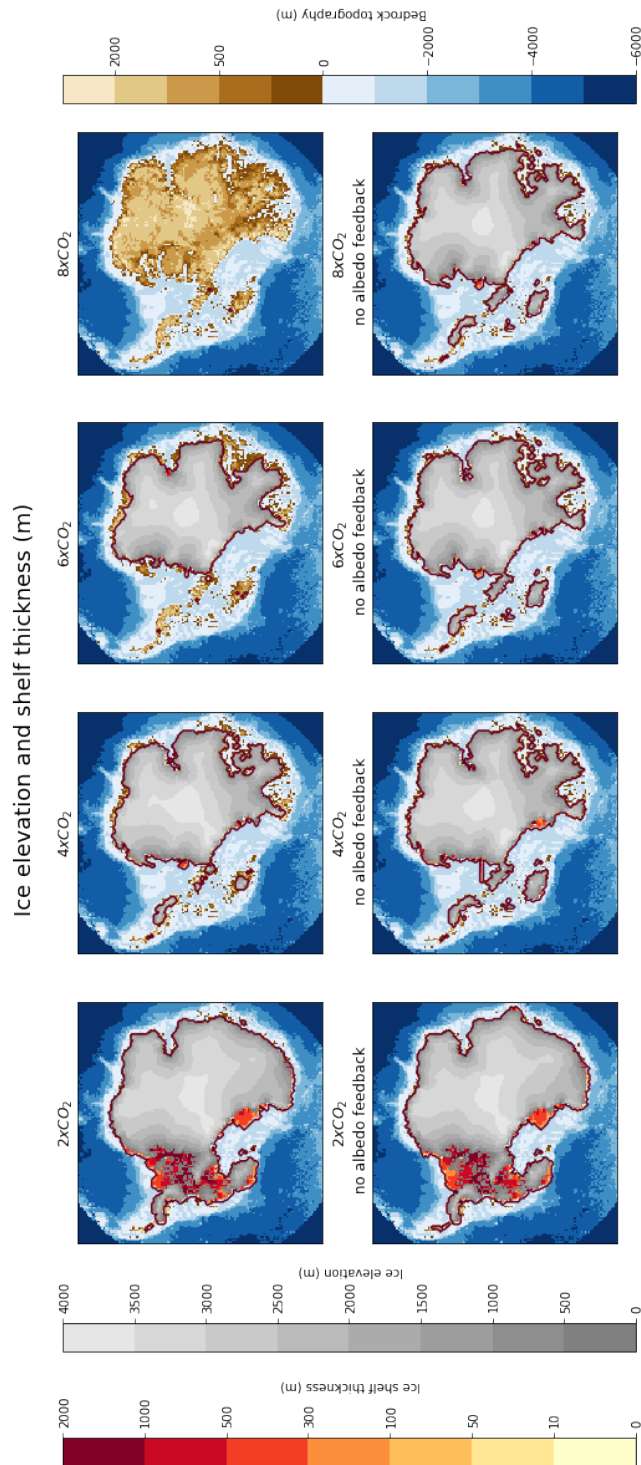 Ice elevation and shelf thickness (m)
2xCO2
4xCO2
6xCO2
8xCO2
2xCO2
no albedo feedback
4xCO2
no albedo feedback
6xCO2
no albedo feedback
8xCO2
no albedo feedback
2000
1000
500
300
100
50
10
0
Ice shelf thickness
(m)
4000
3500
3000
2500
2000
1500
1000
500
0
Ice elevation (m)
2000
500
0
−2000
−4000
−6000
Bedrock topography
(m)